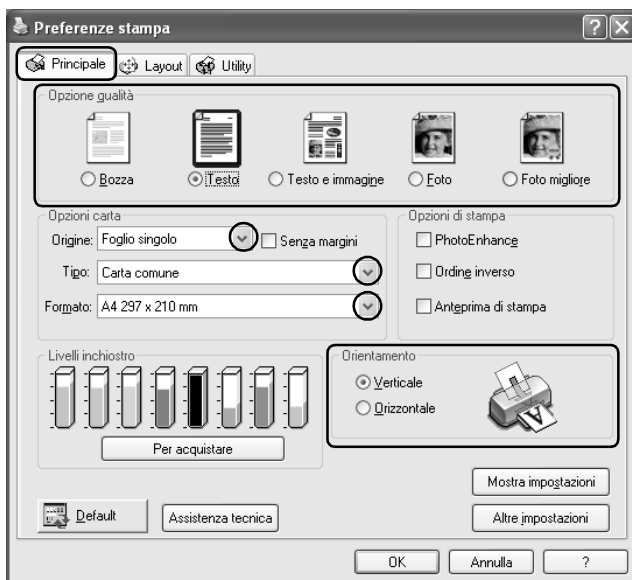 Preferenze stampa
Principale Layout Utility
Opzione qualità
Bozza Testo Testo e immagine Foto Foto migliore
Opzioni carta Opzioni di stampa
Origine: Foglio singolo Senza margini PhotoEnhance
Tipo: Carta comune Ordine inverso
Formato: A4 297 x 210 mm Anteprima di stampa
Livelli inchiostro Orientamento
Verticale
Orizzontale
A
Per acquistare
Mostra impostazioni
Default Assistenza tecnica Altre impostazioni
OK Annulla ?